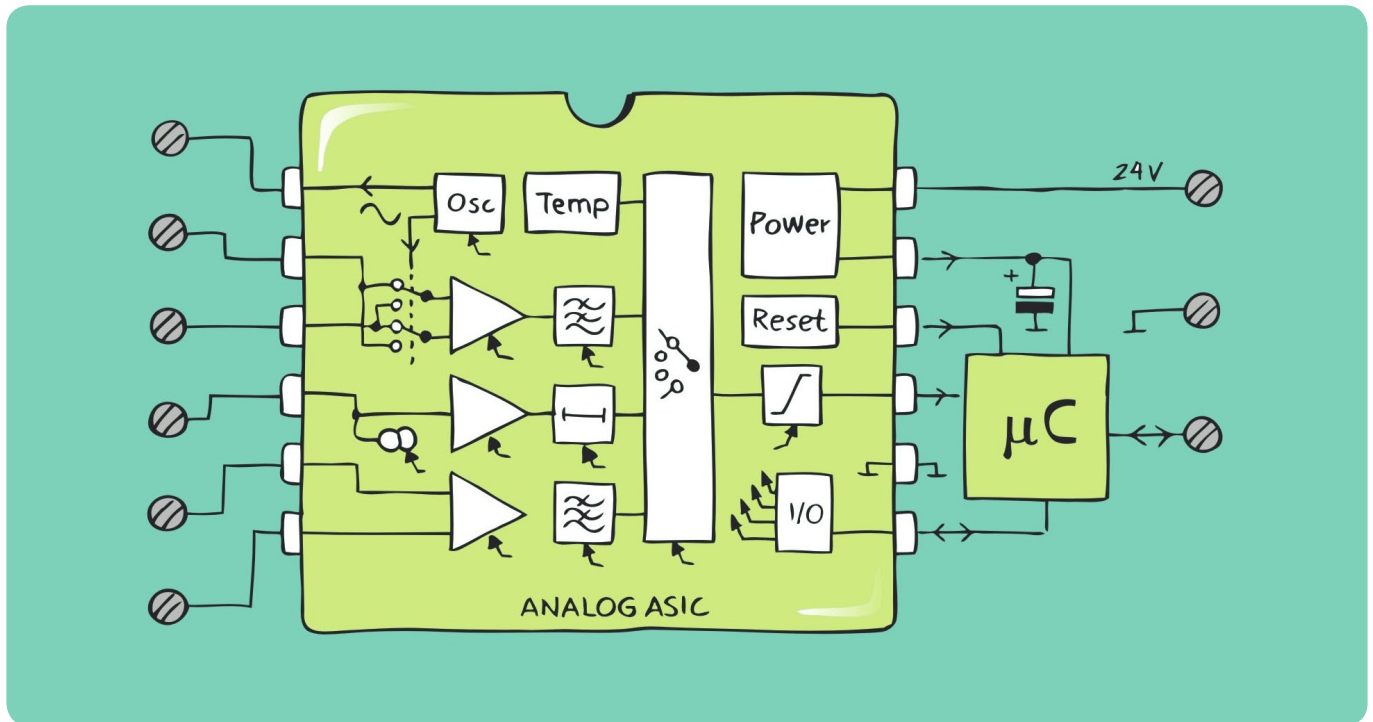 Osc
Temp
Power
24V
+
Reset
µC
I/O
ANALOG ASIC